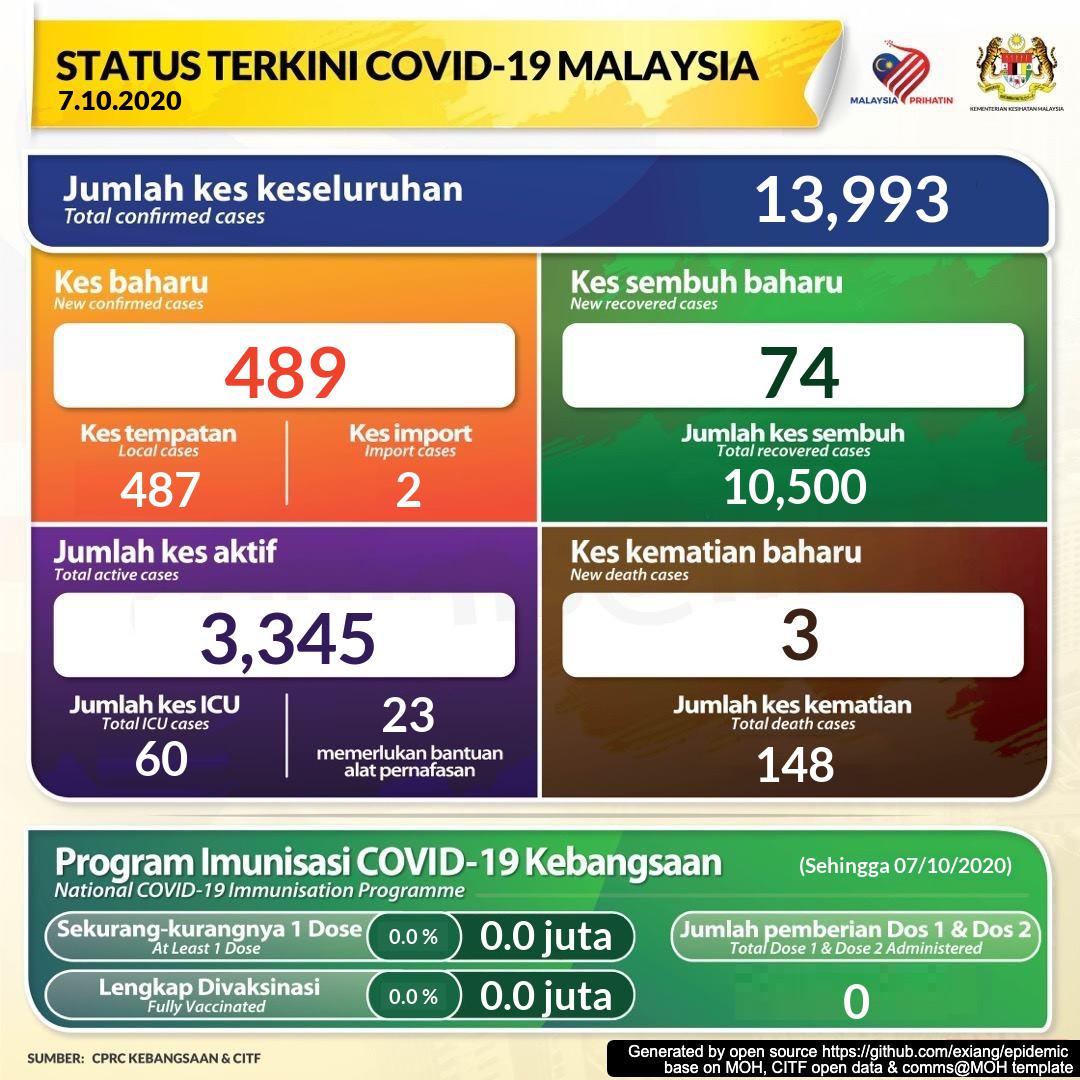 STATUS TERKINI COVID-19 MALAYSIA
7.10.2020
MALAYSIA PRIHATIN
KEMENTERIAN KESIHATAN MALAYSIA
Jumlah kes keseluruhan
Total confirmed cases
13,993
Kes baharu
New confirmed cases
489
Kes tempatan
Local cases
487
Kes import
Import cases
2
Kes sembuh baharu
New recovered cases
74
Jumlah kes sembuh
Total recovered cases
10,500
Jumlah kes aktif
Total active cases
3,345
Jumlah kes ICU
Total ICU cases
60
23
memerlukan bantuan
alat pernafasan
Kes kematian baharu
New death cases
3
Jumlah kes kematian
Total death cases
148
Program Imunisasi COVID-19 Kebangsaan
National COVID-19 Immunisation Programme
(Sehingga 07/10/2020)
Sekurang-kurangnya 1 Dose
At Least 1 Dose
0.0 %
0.0 juta
Lengkap Divaksinasi
Fully Vaccinated
0.0 %
0.0 juta
Jumlah pemberian Dos 1 & Dos 2
Total Dose 1 & Dose 2 Administered
0
SUMBER: CPRC KEBANGSAAN & CITF
Generated by open source https://github.com/exiang/epidemic
base on MOH, CITF open data & comms@MOH template